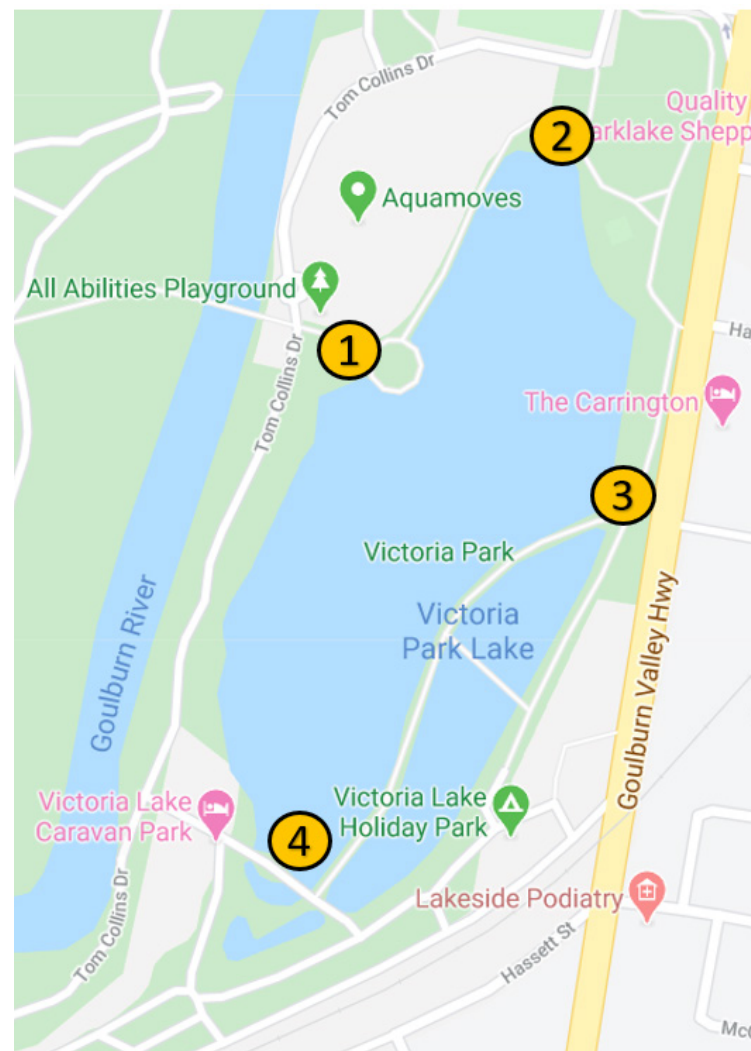 Tom Collins Dr
2
Quality
arklake Shepp
Aquamoves
All Abilities Playground
1
Tom Collins Dr
Ha
The Carrington
3
Victoria Park
Victoria
Park Lake
Goulburn River
Goulburn Valley Hwy
Victoria Lake
Caravan Park
4
Victoria Lake
Holiday Park
Tom Collins Dr
Lakeside Podiatry
Hassett St
McC